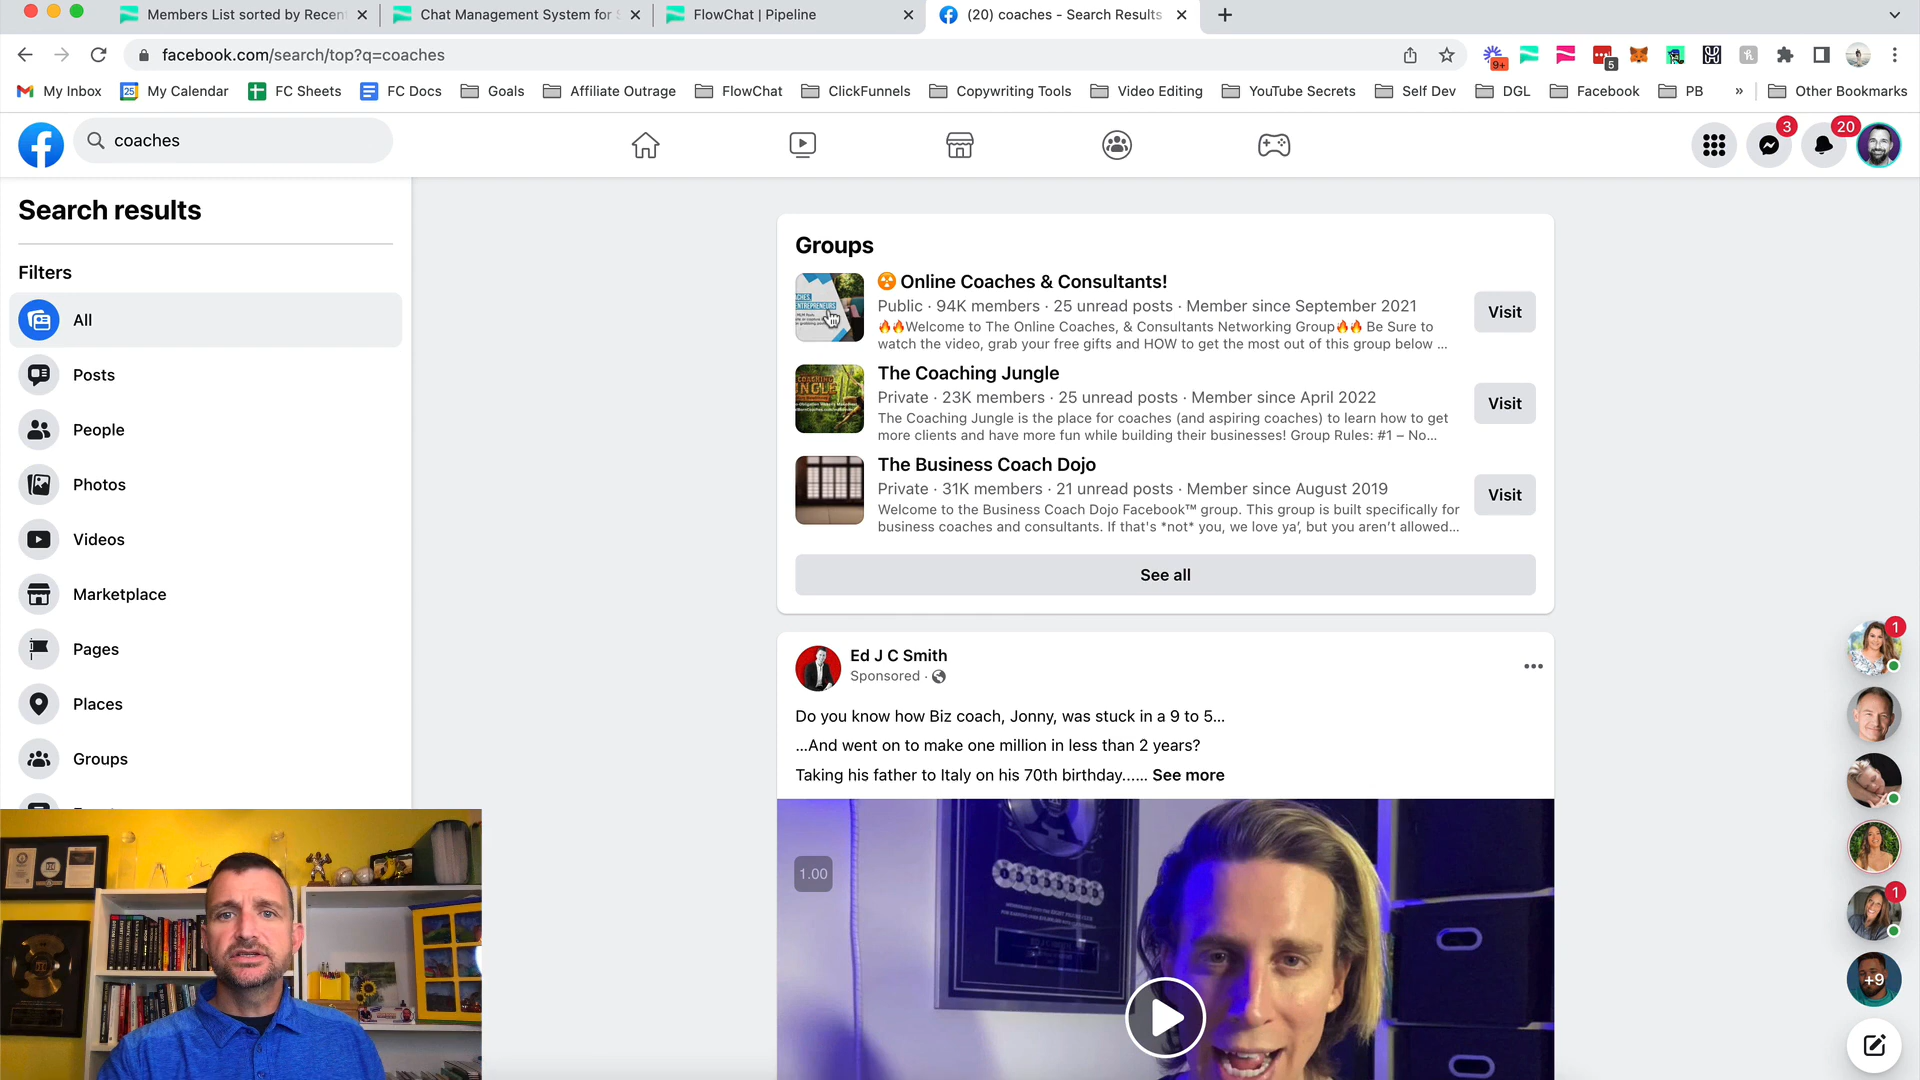 Members List sorted by Recen
Chat Management System for S
FlowChat | Pipeline
(20) coaches - Search Results
facebook.com/search/top?q=coaches
9+
5
My Inbox
25
My Calendar
FC Sheets
FC Docs
Goals
Affiliate Outrage
FlowChat
ClickFunnels
Copywriting Tools
Video Editing
YouTube Secrets
Self Dev
DGL
Facebook
PB
»
Other Bookmarks
coaches
3
20
Search results
Filters
All
Posts
People
Photos
Videos
Marketplace
Pages
Places
Groups
Groups
Online Coaches & Consultants!
Public · 94K members · 25 unread posts · Member since September 2021
🔥🔥Welcome to The Online Coaches, & Consultants Networking Group🔥🔥 Be Sure to
watch the video, grab your free gifts and HOW to get the most out of this group below ...
Visit
The Coaching Jungle
Private · 23K members · 25 unread posts · Member since April 2022
The Coaching Jungle is the place for coaches (and aspiring coaches) to learn how to get
more clients and have more fun while building their businesses! Group Rules: #1 – No...
Visit
The Business Coach Dojo
Private · 31K members · 21 unread posts · Member since August 2019
Welcome to the Business Coach Dojo Facebook™ group. This group is built specifically for
business coaches and consultants. If that's *not* you, we love ya', but you aren't allowed...
Visit
See all
Ed J C Smith
Sponsored ·
Do you know how Biz coach, Jonny, was stuck in a 9 to 5...
...And went on to make one million in less than 2 years?
Taking his father to Italy on his 70th birthday...... See more
1.00
1
1
+9